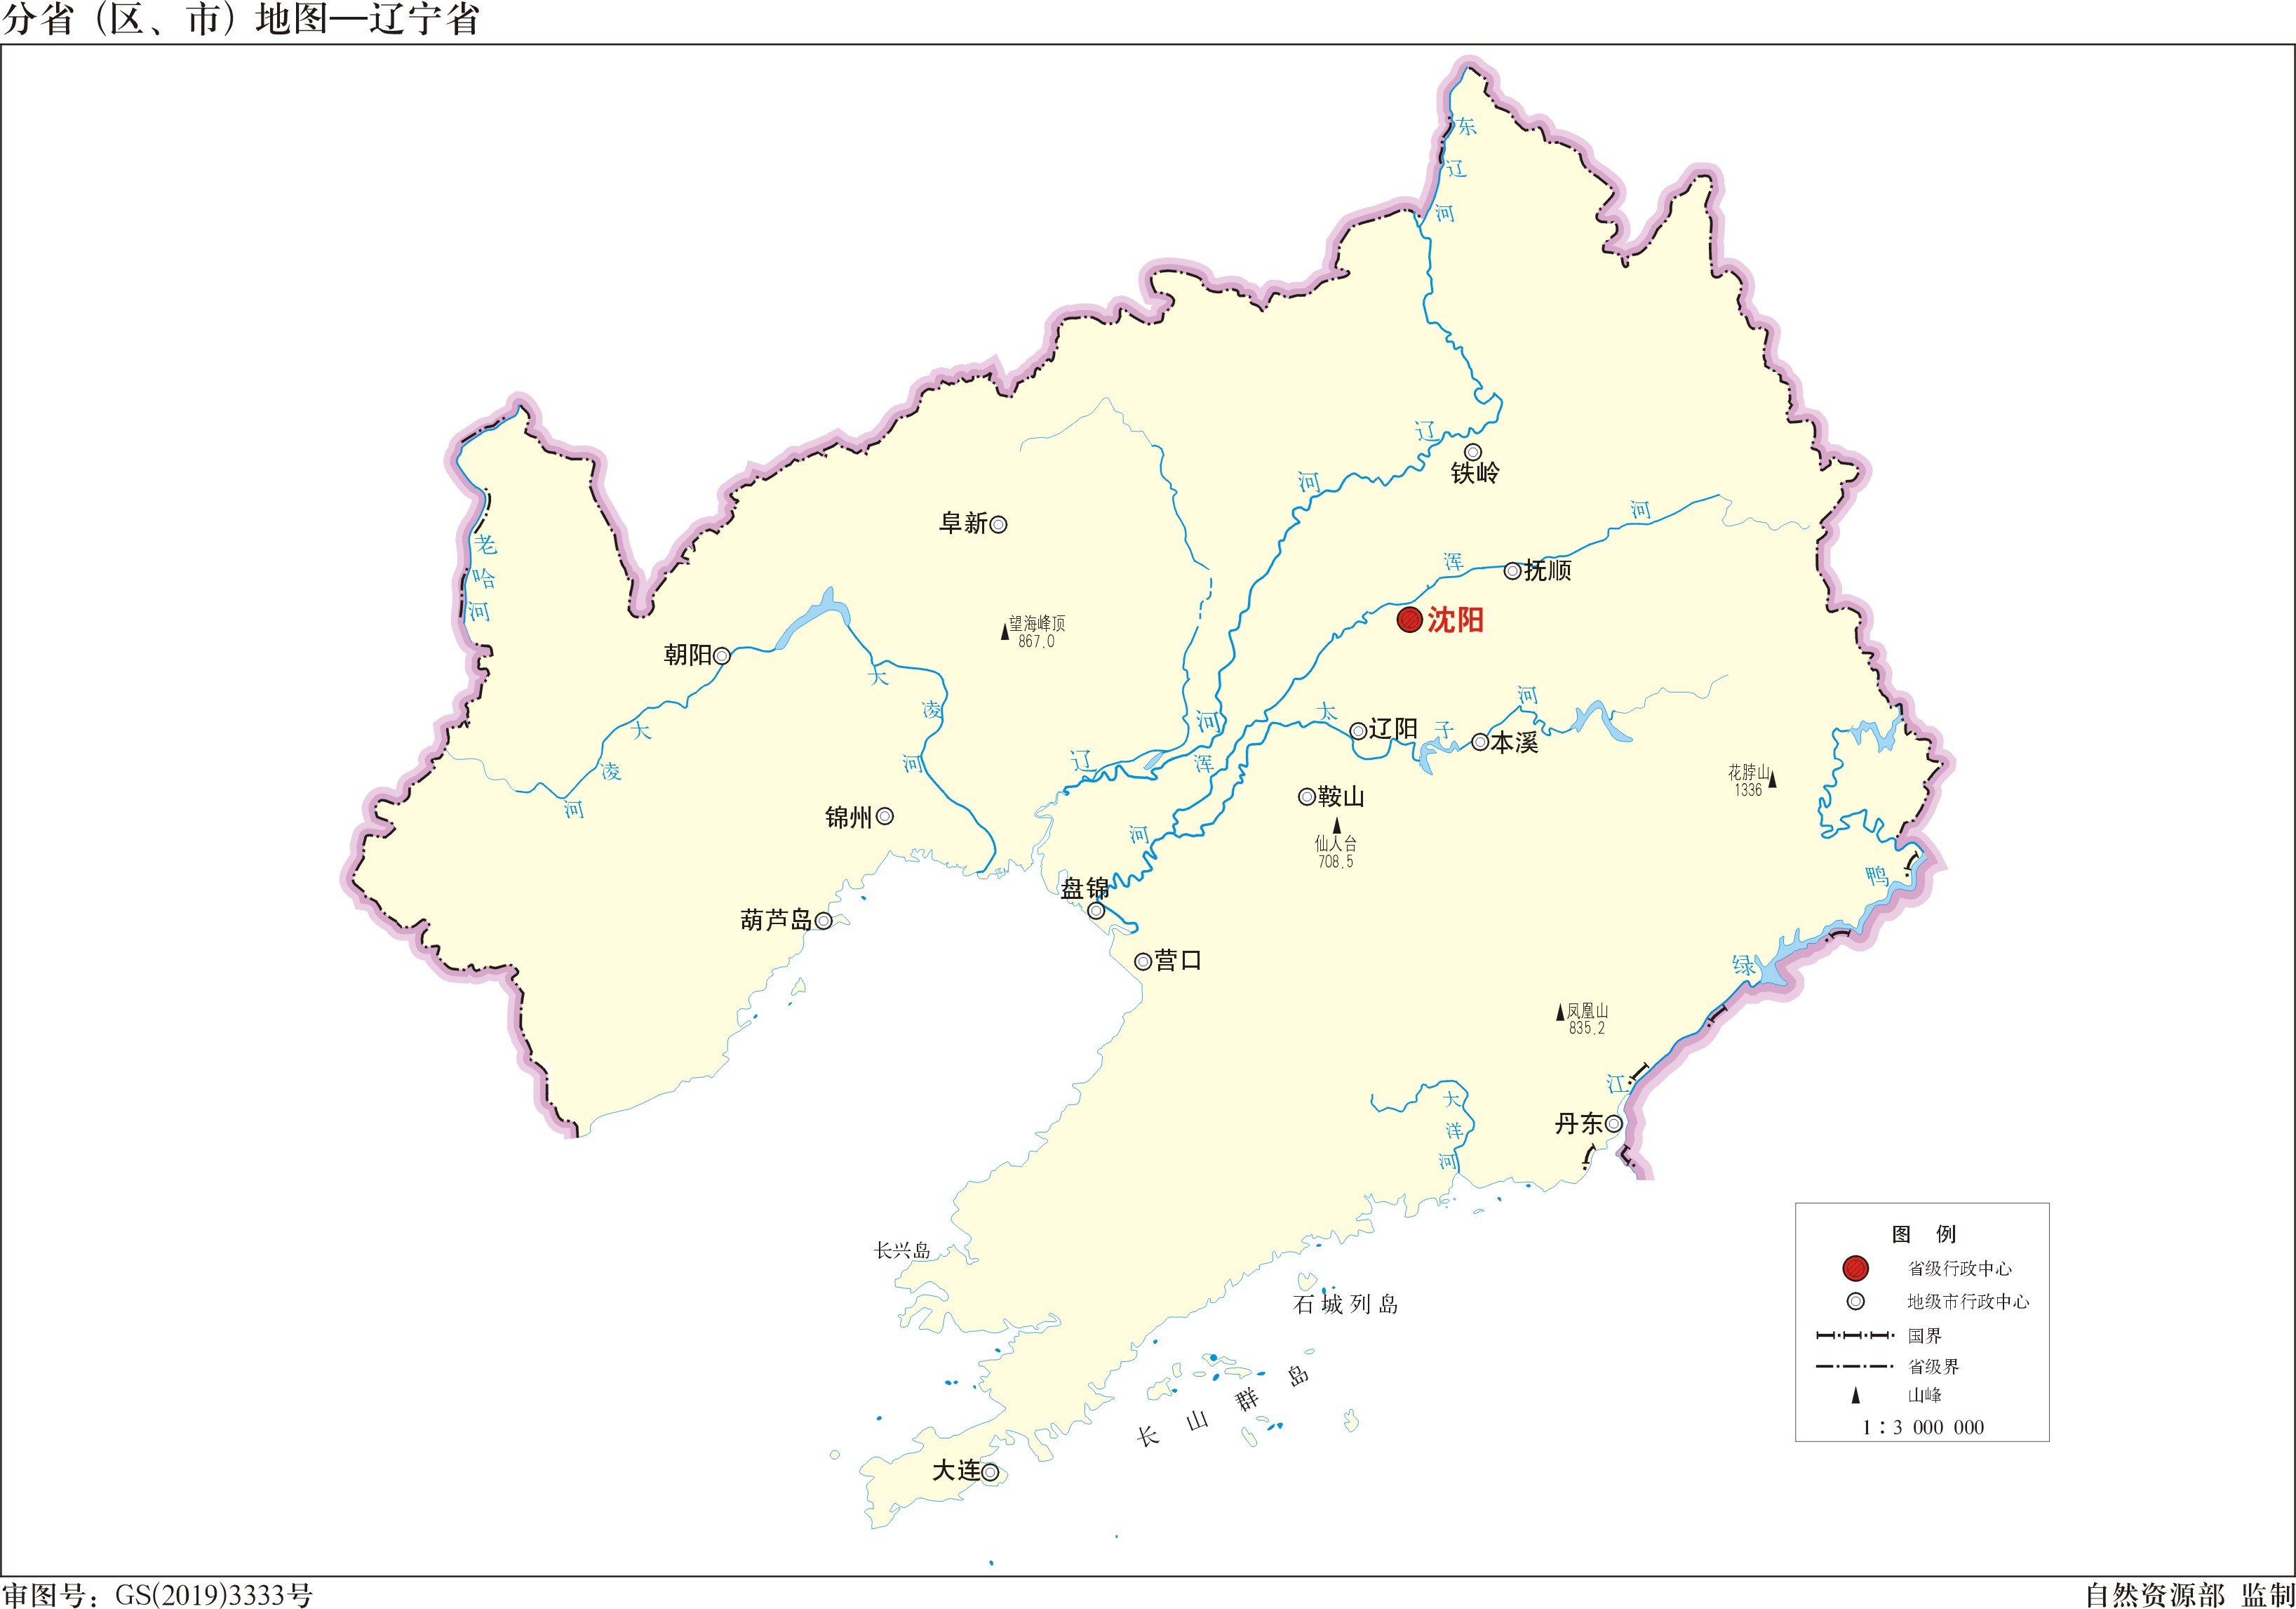 分省（区、市）地图—辽宁省
东辽河
辽河
铁岭
阜新
浑河
抚顺
老哈河
沈阳
望海峰顶
867.0
朝阳
大凌河
大凌河
辽河
太子河
辽阳
本溪
浑河
花脖山
1336
鞍山
仙人台
708.5
锦州
盘锦
葫芦岛
营口
鸭绿江
凤凰山
835.2
大洋河
丹东
长兴岛
石城列岛
长山群岛
大连
图 例
省级行政中心
地级市行政中心
国界
省级界
山峰
1：3 000 000
审图号：GS(2019)3333号
自然资源部 监制